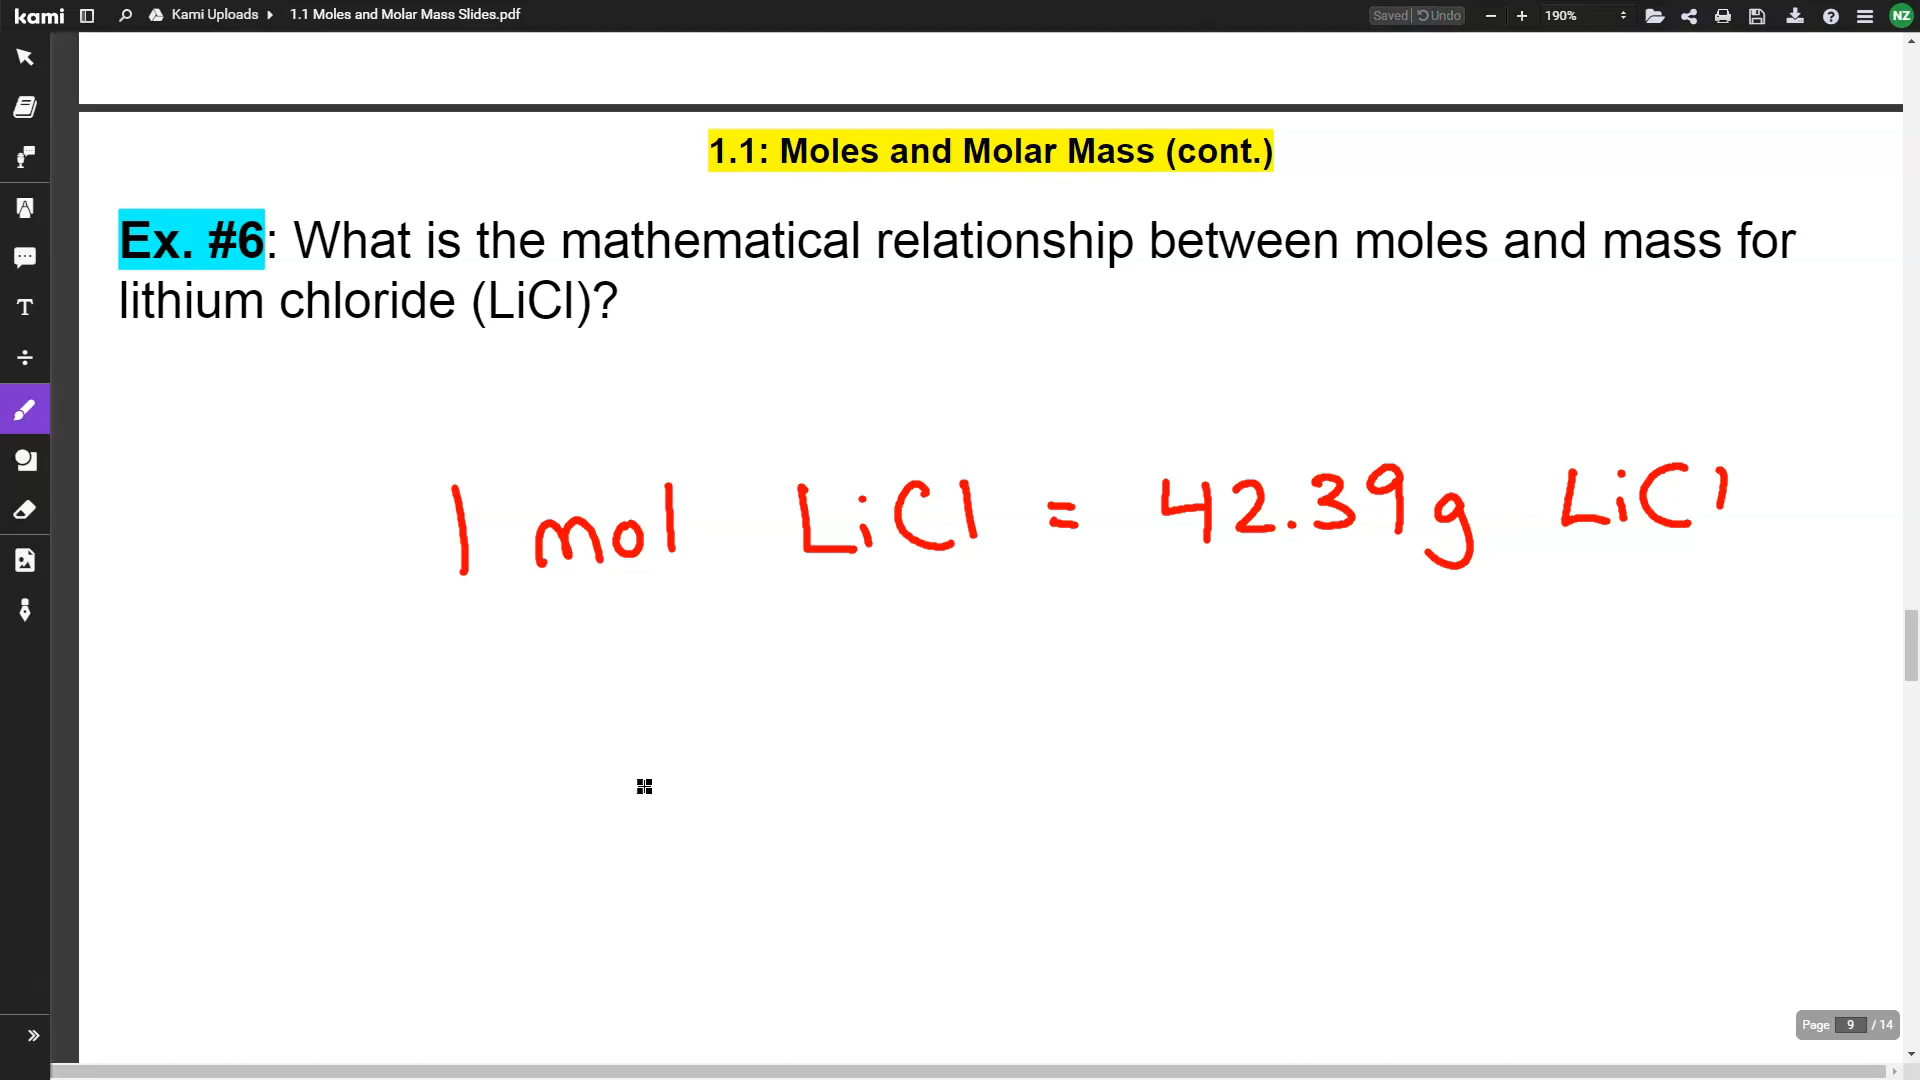 kami Kami Uploads 1.1 Moles and Molar Mass Slides.pdf Saved Undo 190% NZ
1.1: Moles and Molar Mass (cont.)
Ex. #6: What is the mathematical relationship between moles and mass for
lithium chloride (LiCl)?
1 mol LiCl = 42.39g LiCl
Page 9 / 14